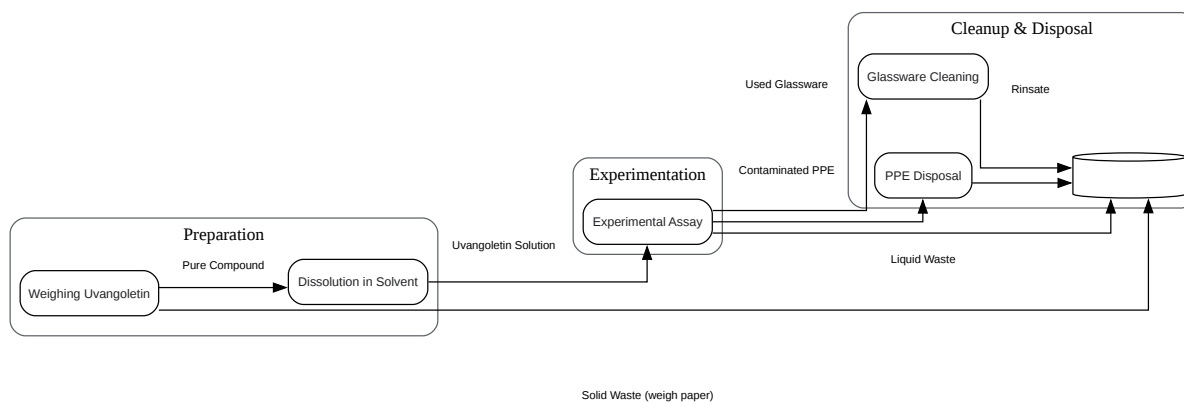 Cleanup & Disposal
Glassware Cleaning
Used Glassware
Rinsate
Experimentation
Contaminated PPE
PPE Disposal
Experimental Assay
Preparation
Uvangoletin Solution
Liquid Waste
Pure Compound
Weighing Uvangoletin
Dissolution in Solvent
Solid Waste (weigh paper)